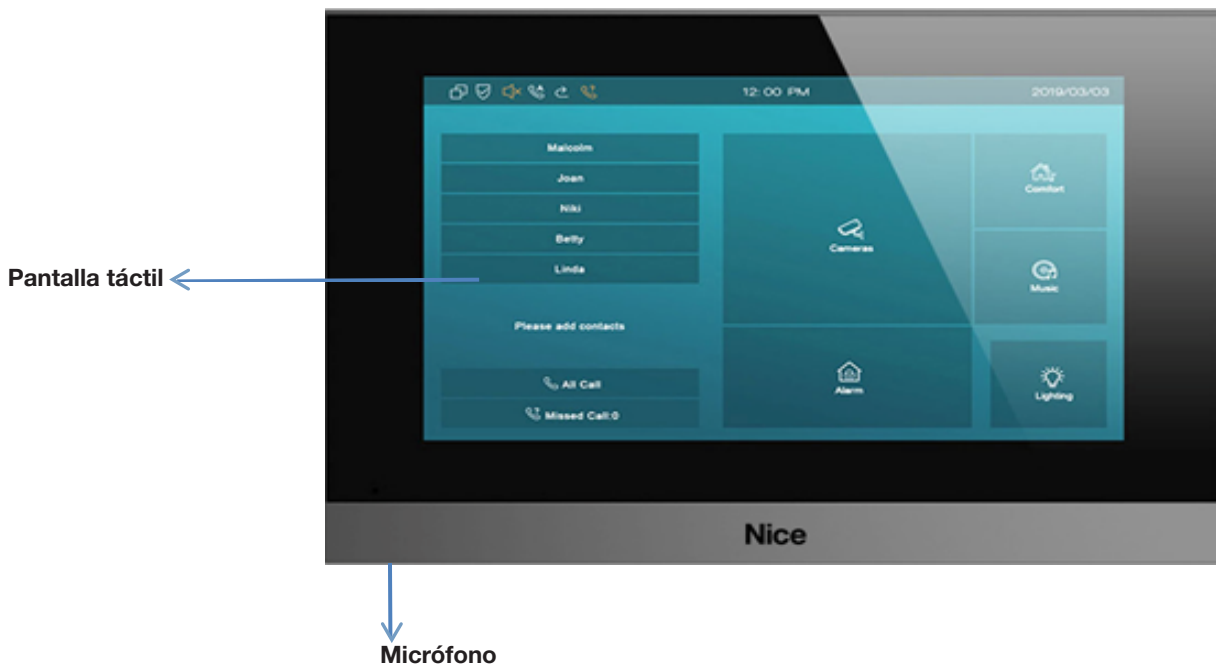 12:00 PM
2019/03/03
Malcolm
Joan
Niki
Betty
Linda
Please add contacts
All Call
Missed Call:0
Cameras
Alarm
Comfort
Music
Lighting
Pantalla táctil
Nice
Micrófono